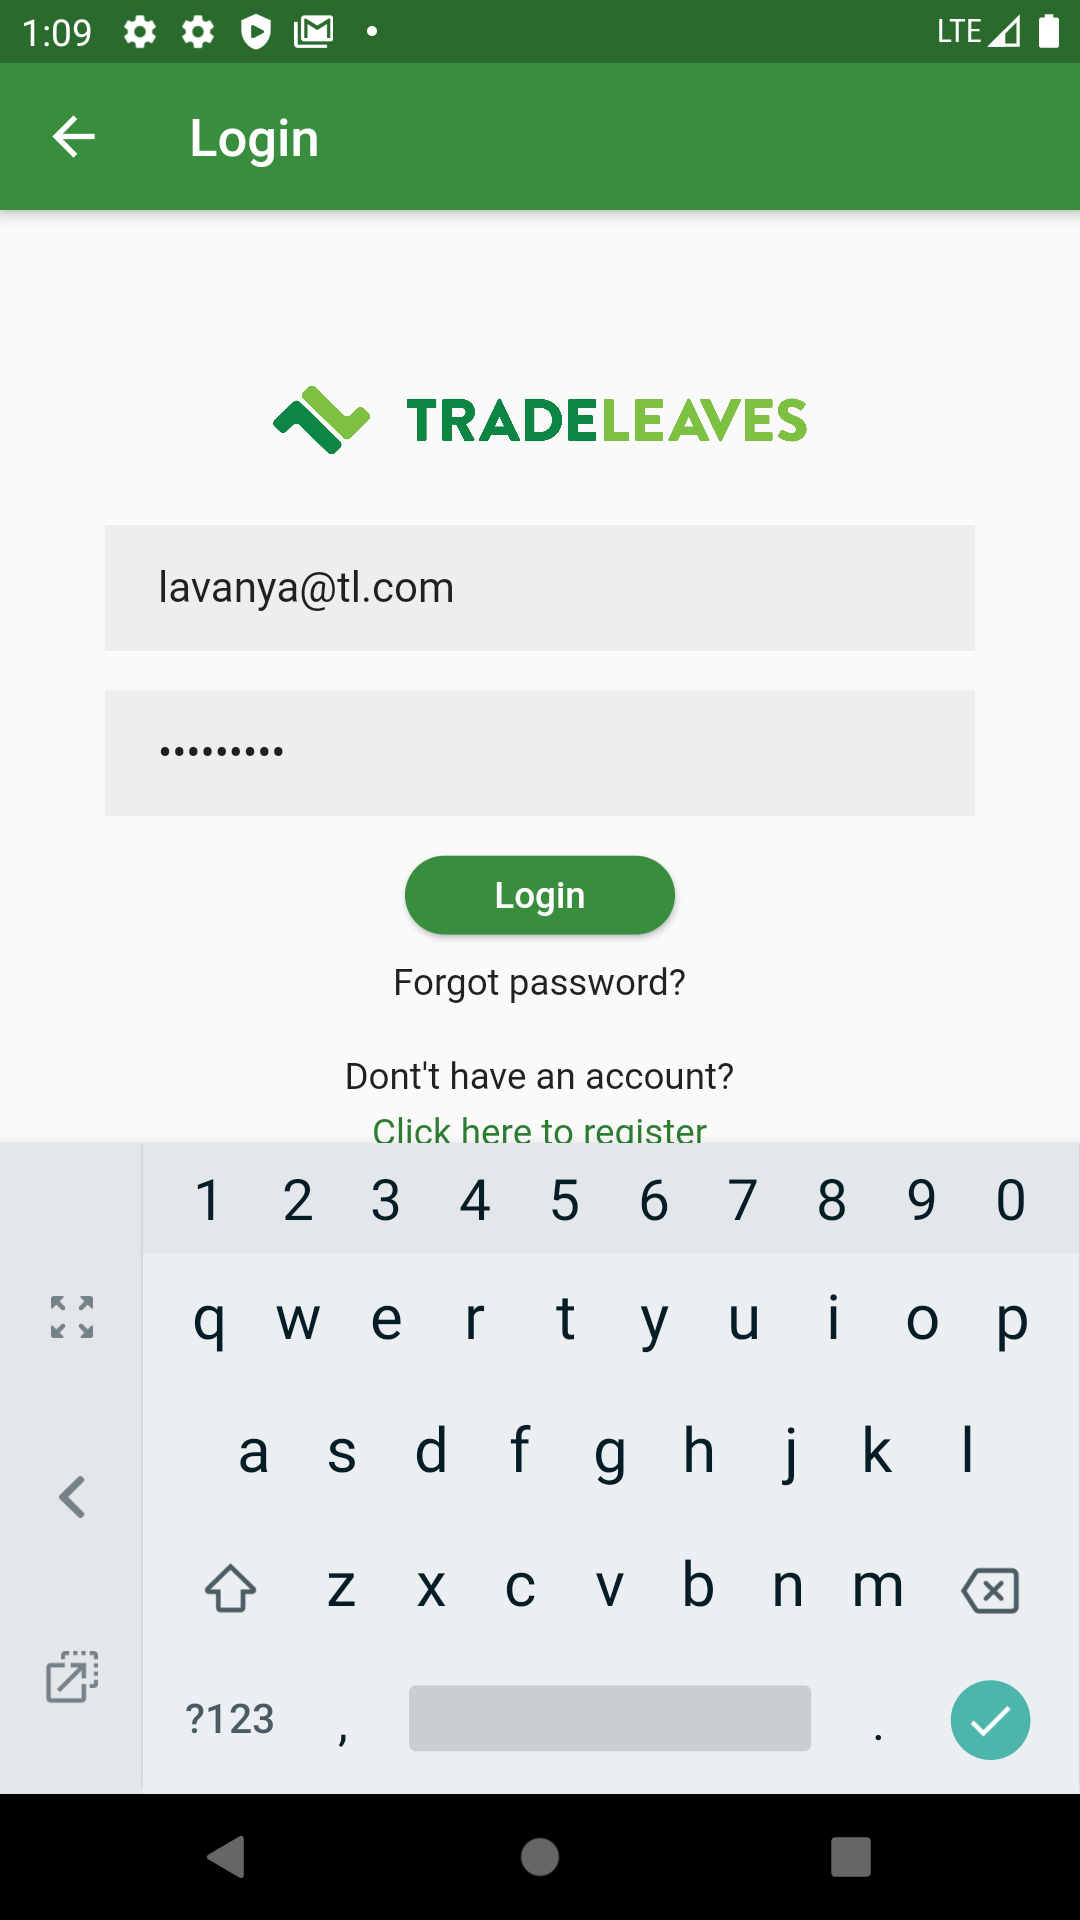 1:09 LTE
Login
TRADELEAVES
lavanya@tl.com
•••••••••
Login
Forgot password?
Dont't have an account?
Click here to register
1 2 3 4 5 6 7 8 9 0
q w e r t y u i o p
a s d f g h j k l
z x c v b n m
?123 , .